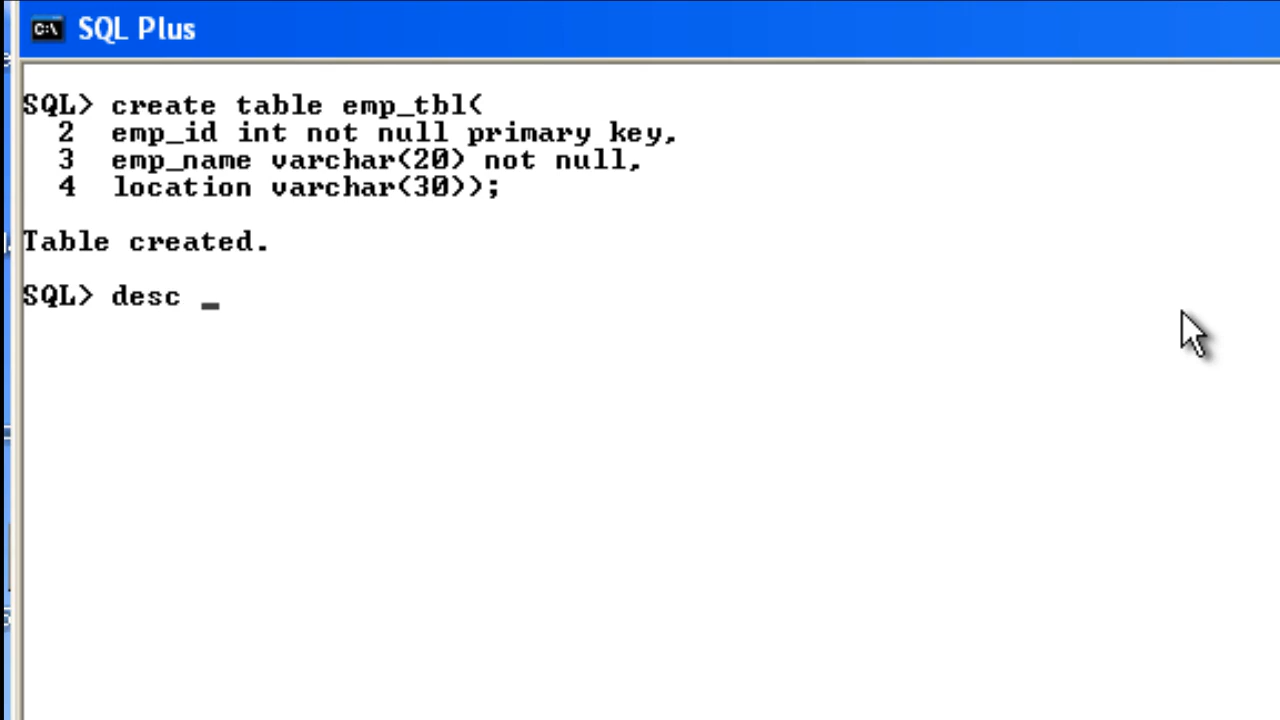 SQL Plus
SQL> create table emp_tbl(
2 emp_id int not null primary key,
3 emp_name varchar(20) not null,
4 location varchar(30));
Table created.
SQL> desc _